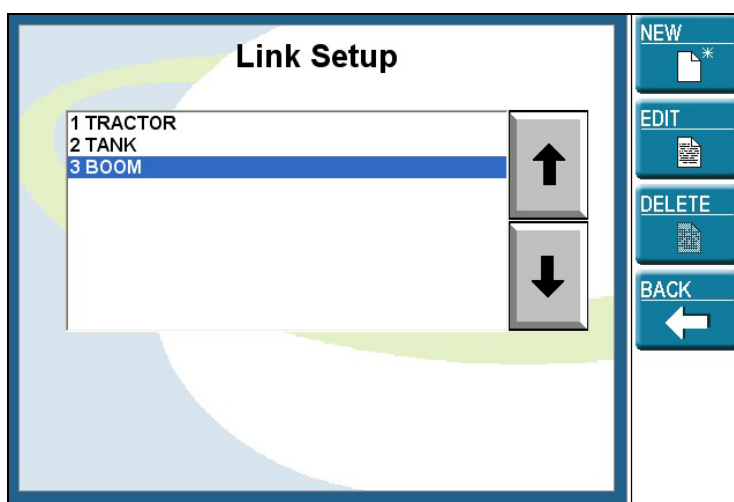 Link Setup
1 TRACTOR
2 TANK
3 BOOM
NEW
EDIT
DELETE
BACK